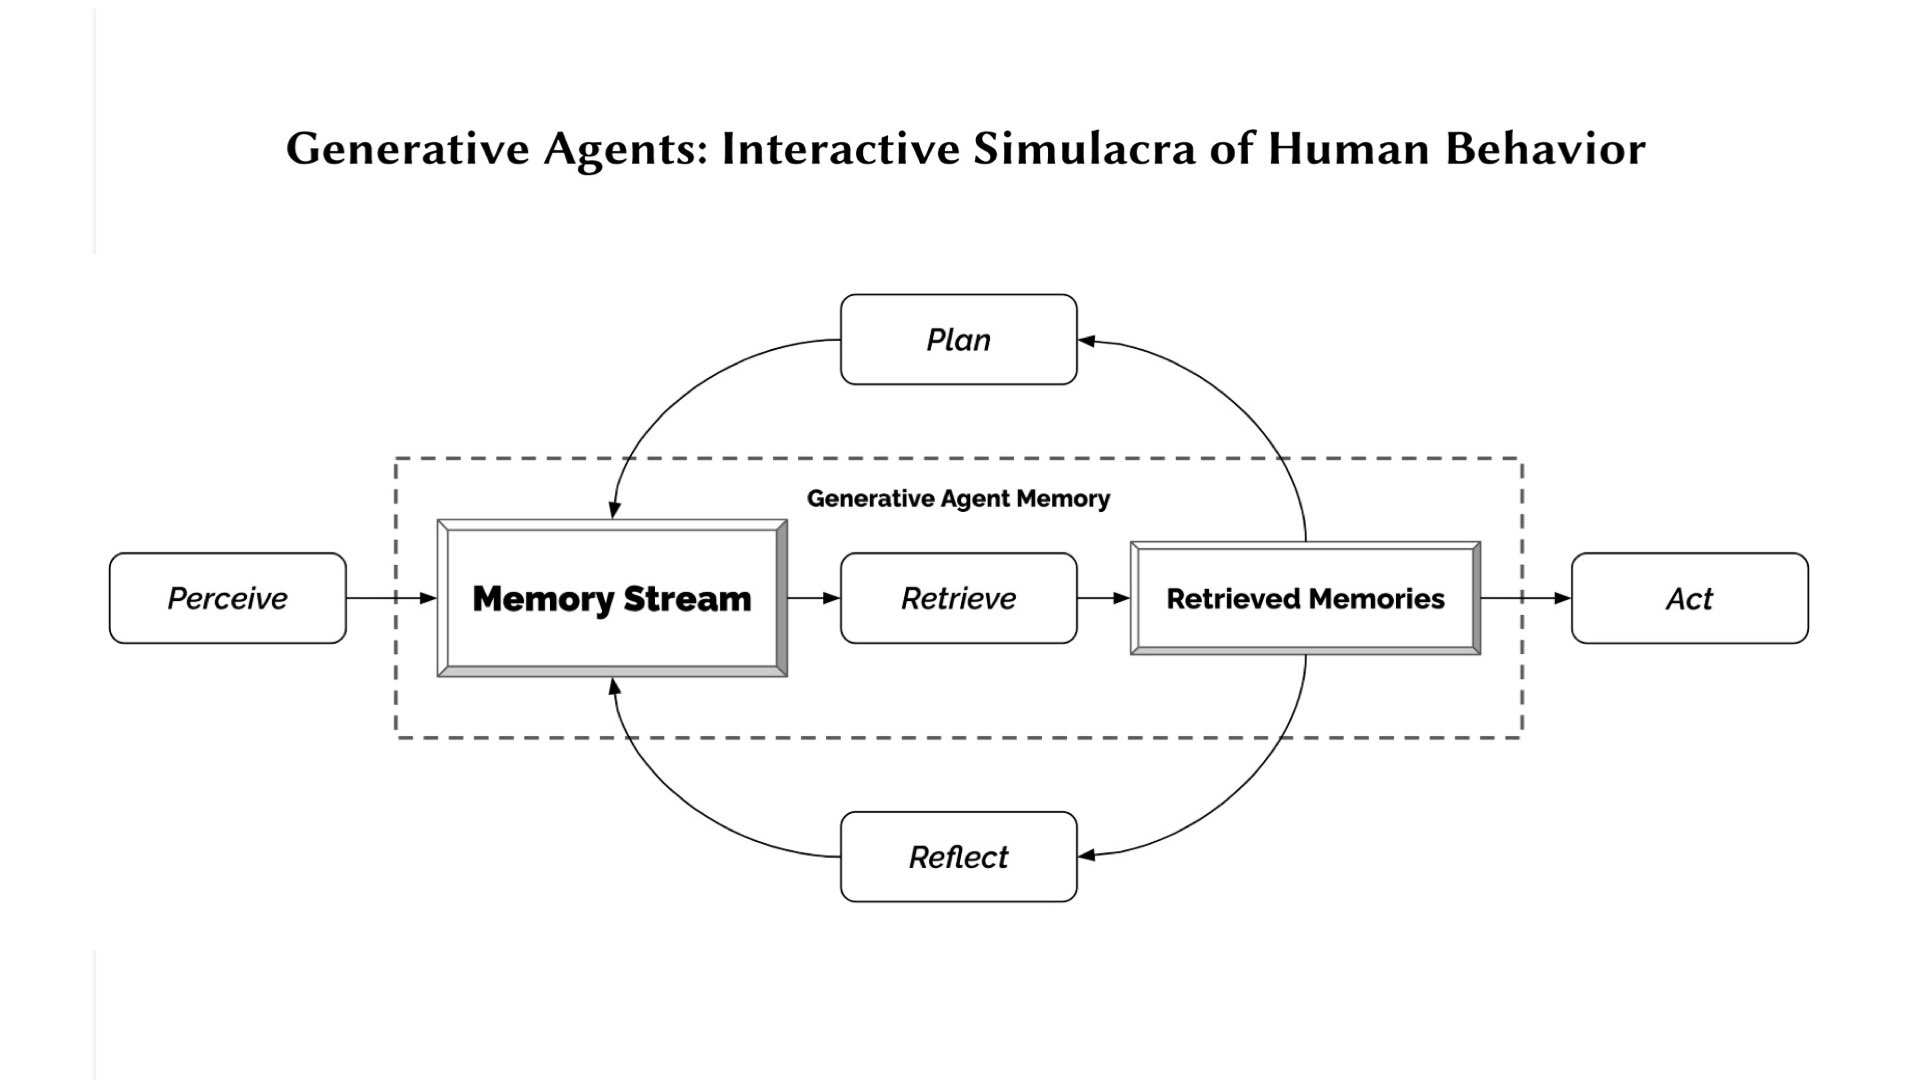 Generative Agents: Interactive Simulacra of Human Behavior
Plan
Generative Agent Memory
Perceive
Memory Stream
Retrieve
Retrieved Memories
Act
Reflect